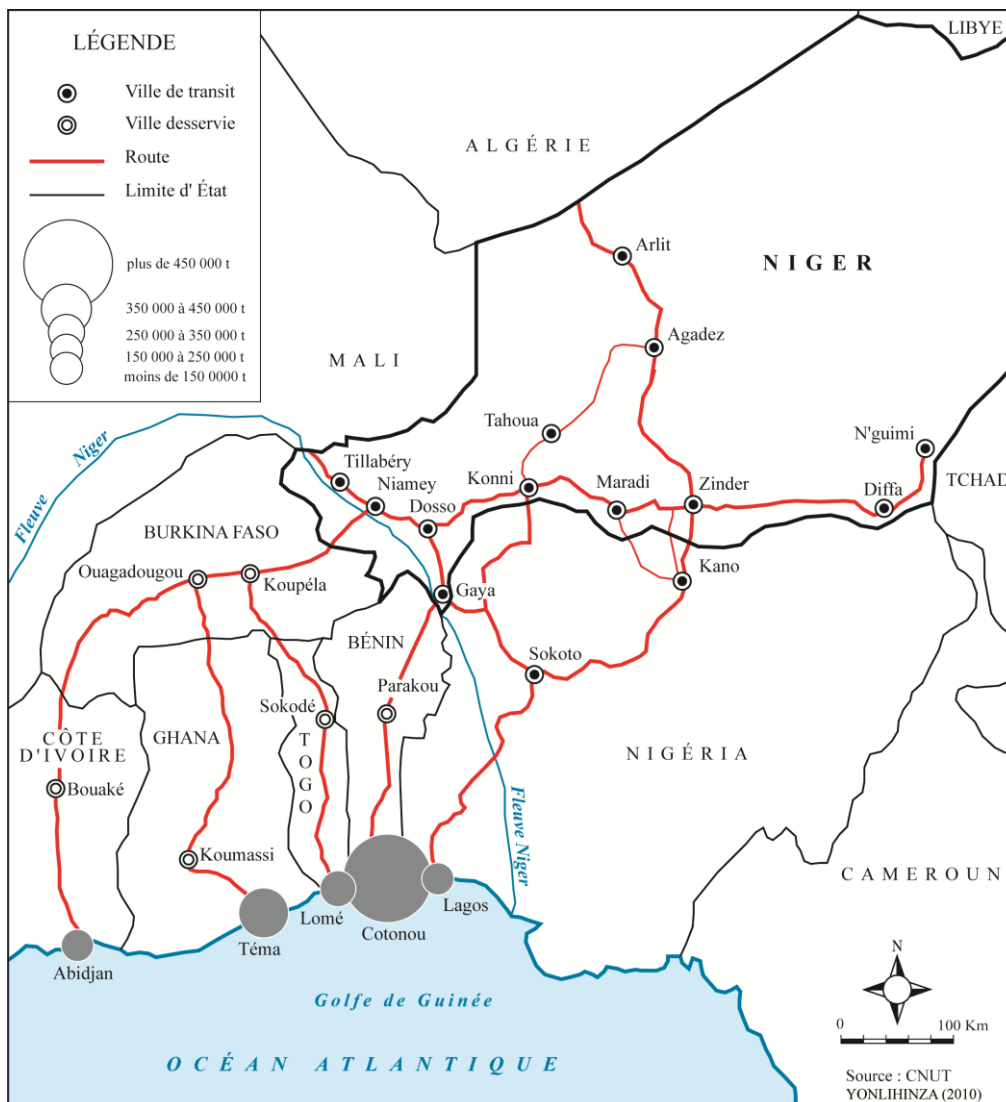 LÉGENDE
Ville de transit
Ville desservie
Route
Limite d' État
plus de 450 000 t
350 000 à 450 000 t
250 000 à 350 000 t
150 000 à 250 000 t
moins de 150 0000 t
LIBYE
ALGÉRIE
Arlit
NIGER
Agadez
MALI
Tahoua
N'guimi
Niger
Fleuve
Tillabéry
Niamey
Konni
Maradi
Zinder
Diffa
TCHAD
Dosso
BURKINA FASO
Ouagadougou
Koupéla
Gaya
Kano
BÉNIN
Sokoto
Parakou
Sokodé
CÔTE
D'IVOIRE
GHANA
TOGO
NIGÉRIA
Bouaké
Fleuve Niger
Koumassi
CAMEROUN
Lomé
Lagos
Cotonou
Téma
Abidjan
N
Golfe de Guinée
0 100 Km
OCÉAN ATLANTIQUE
Source : CNUT
YONLIHINZA (2010)